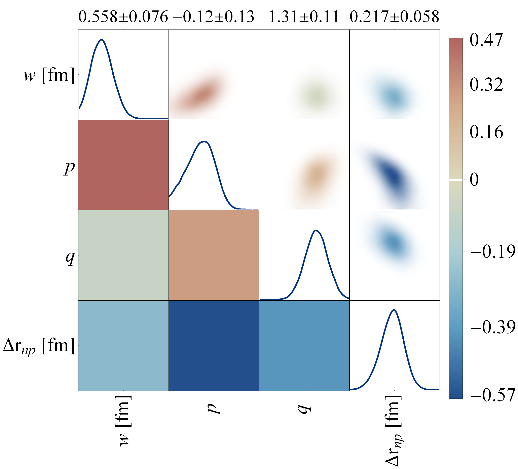 0.558±0.076 −0.12±0.13 1.31±0.11 0.217±0.058
w [fm]
p
q
Δr_np [fm]
w [fm] p q Δr_np [fm]
0.47
0.32
0.16
0
−0.19
−0.39
−0.57